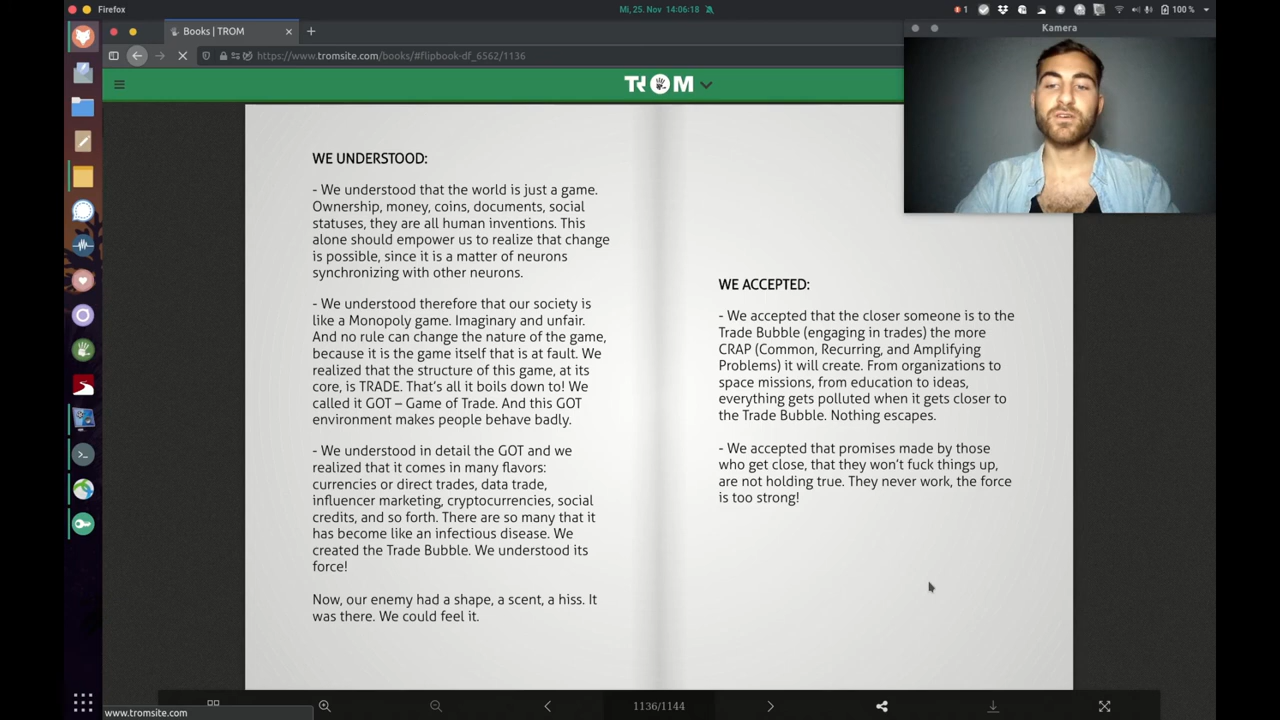 Firefox
Mi, 25. Nov 14:06:18
1
100 %
Books | TROM
Kamera
https://www.tromsite.com/books/#flipbook-df_6562/1136
TROM
WE UNDERSTOOD:
- We understood that the world is just a game.
Ownership, money, coins, documents, social
statuses, they are all human inventions. This
alone should empower us to realize that change
is possible, since it is a matter of neurons
synchronizing with other neurons.
- We understood therefore that our society is
like a Monopoly game. Imaginary and unfair.
And no rule can change the nature of the game,
because it is the game itself that is at fault. We
realized that the structure of this game, at its
core, is TRADE. That's all it boils down to! We
called it GOT – Game of Trade. And this GOT
environment makes people behave badly.
- We understood in detail the GOT and we
realized that it comes in many flavors:
currencies or direct trades, data trade,
influencer marketing, cryptocurrencies, social
credits, and so forth. There are so many that it
has become like an infectious disease. We
created the Trade Bubble. We understood its
force!
Now, our enemy had a shape, a scent, a hiss. It
was there. We could feel it.
WE ACCEPTED:
- We accepted that the closer someone is to the
Trade Bubble (engaging in trades) the more
CRAP (Common, Recurring, and Amplifying
Problems) it will create. From organizations to
space missions, from education to ideas,
everything gets polluted when it gets closer to
the Trade Bubble. Nothing escapes.
- We accepted that promises made by those
who get close, that they won't fuck things up,
are not holding true. They never work, the force
is too strong!
1136/1144
www.tromsite.com